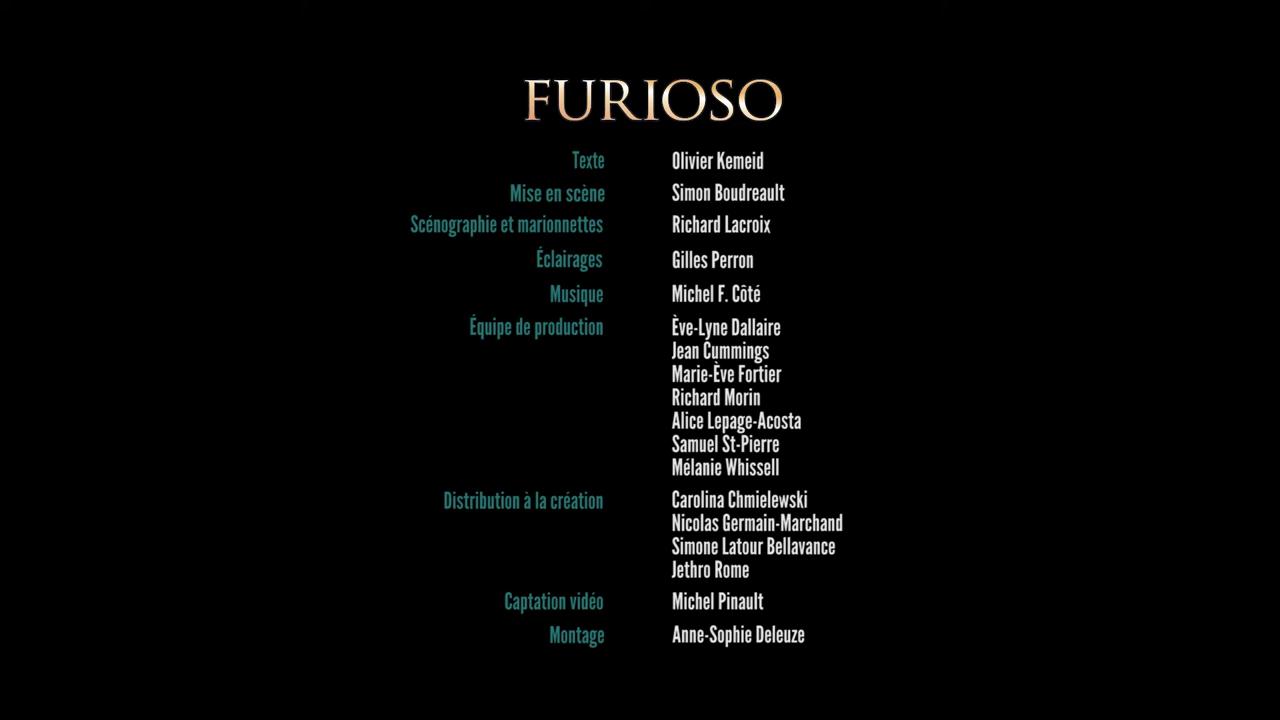 FURIOSO
Texte Olivier Kemeid
Mise en scène Simon Boudreault
Scénographie et marionnettes Richard Lacroix
Éclairages Gilles Perron
Musique Michel F. Côté
Équipe de production Ève-Lyne Dallaire
Jean Cummings
Marie-Ève Fortier
Richard Morin
Alice Lepage-Acosta
Samuel St-Pierre
Mélanie Whissell
Distribution à la création Carolina Chmielewski
Nicolas Germain-Marchand
Simone Latour Bellavance
Jethro Rome
Captation vidéo Michel Pinault
Montage Anne-Sophie Deleuze